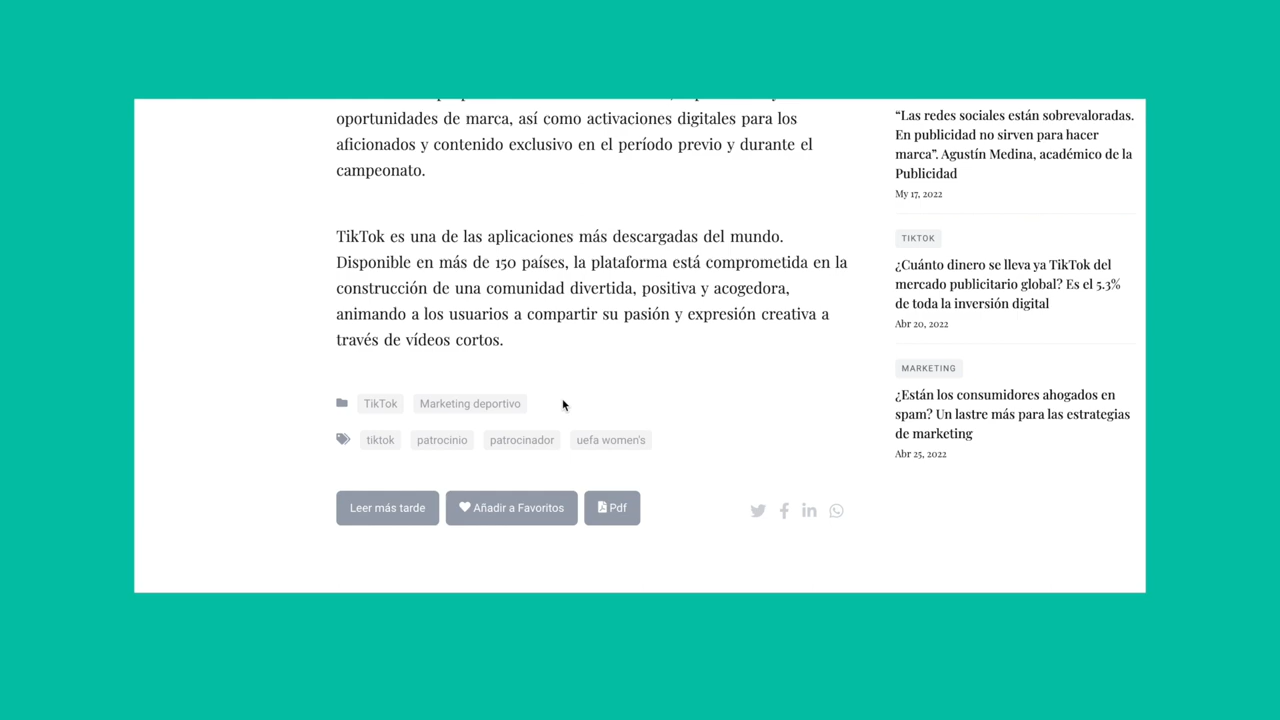 oportunidades de marca, así como activaciones digitales para los
aficionados y contenido exclusivo en el período previo y durante el
campeonato.
TikTok es una de las aplicaciones más descargadas del mundo.
Disponible en más de 150 países, la plataforma está comprometida en la
construcción de una comunidad divertida, positiva y acogedora,
animando a los usuarios a compartir su pasión y expresión creativa a
través de vídeos cortos.
TikTok Marketing deportivo
tiktok patrocinio patrocinador uefa women's
Leer más tarde Añadir a Favoritos Pdf
“Las redes sociales están sobrevaloradas.
En publicidad no sirven para hacer
marca”. Agustín Medina, académico de la
Publicidad
My 17, 2022
TIKTOK
¿Cuánto dinero se lleva ya TikTok del
mercado publicitario global? Es el 5.3%
de toda la inversión digital
Abr 20, 2022
MARKETING
¿Están los consumidores ahogados en
spam? Un lastre más para las estrategias
de marketing
Abr 25, 2022